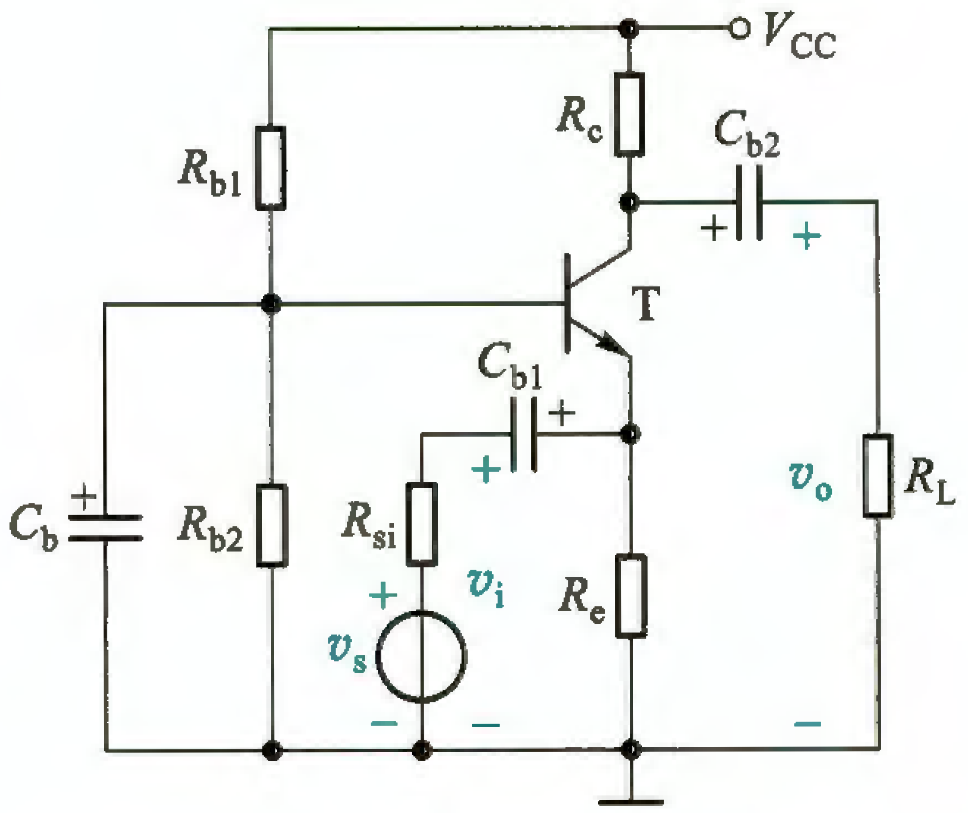 V_CC
R_c
C_b2
R_b1
+
+
T
C_b1
+
+
+
C_b
R_b2
R_si
v_o
R_L
+
v_i
R_e
v_s
−
−
−